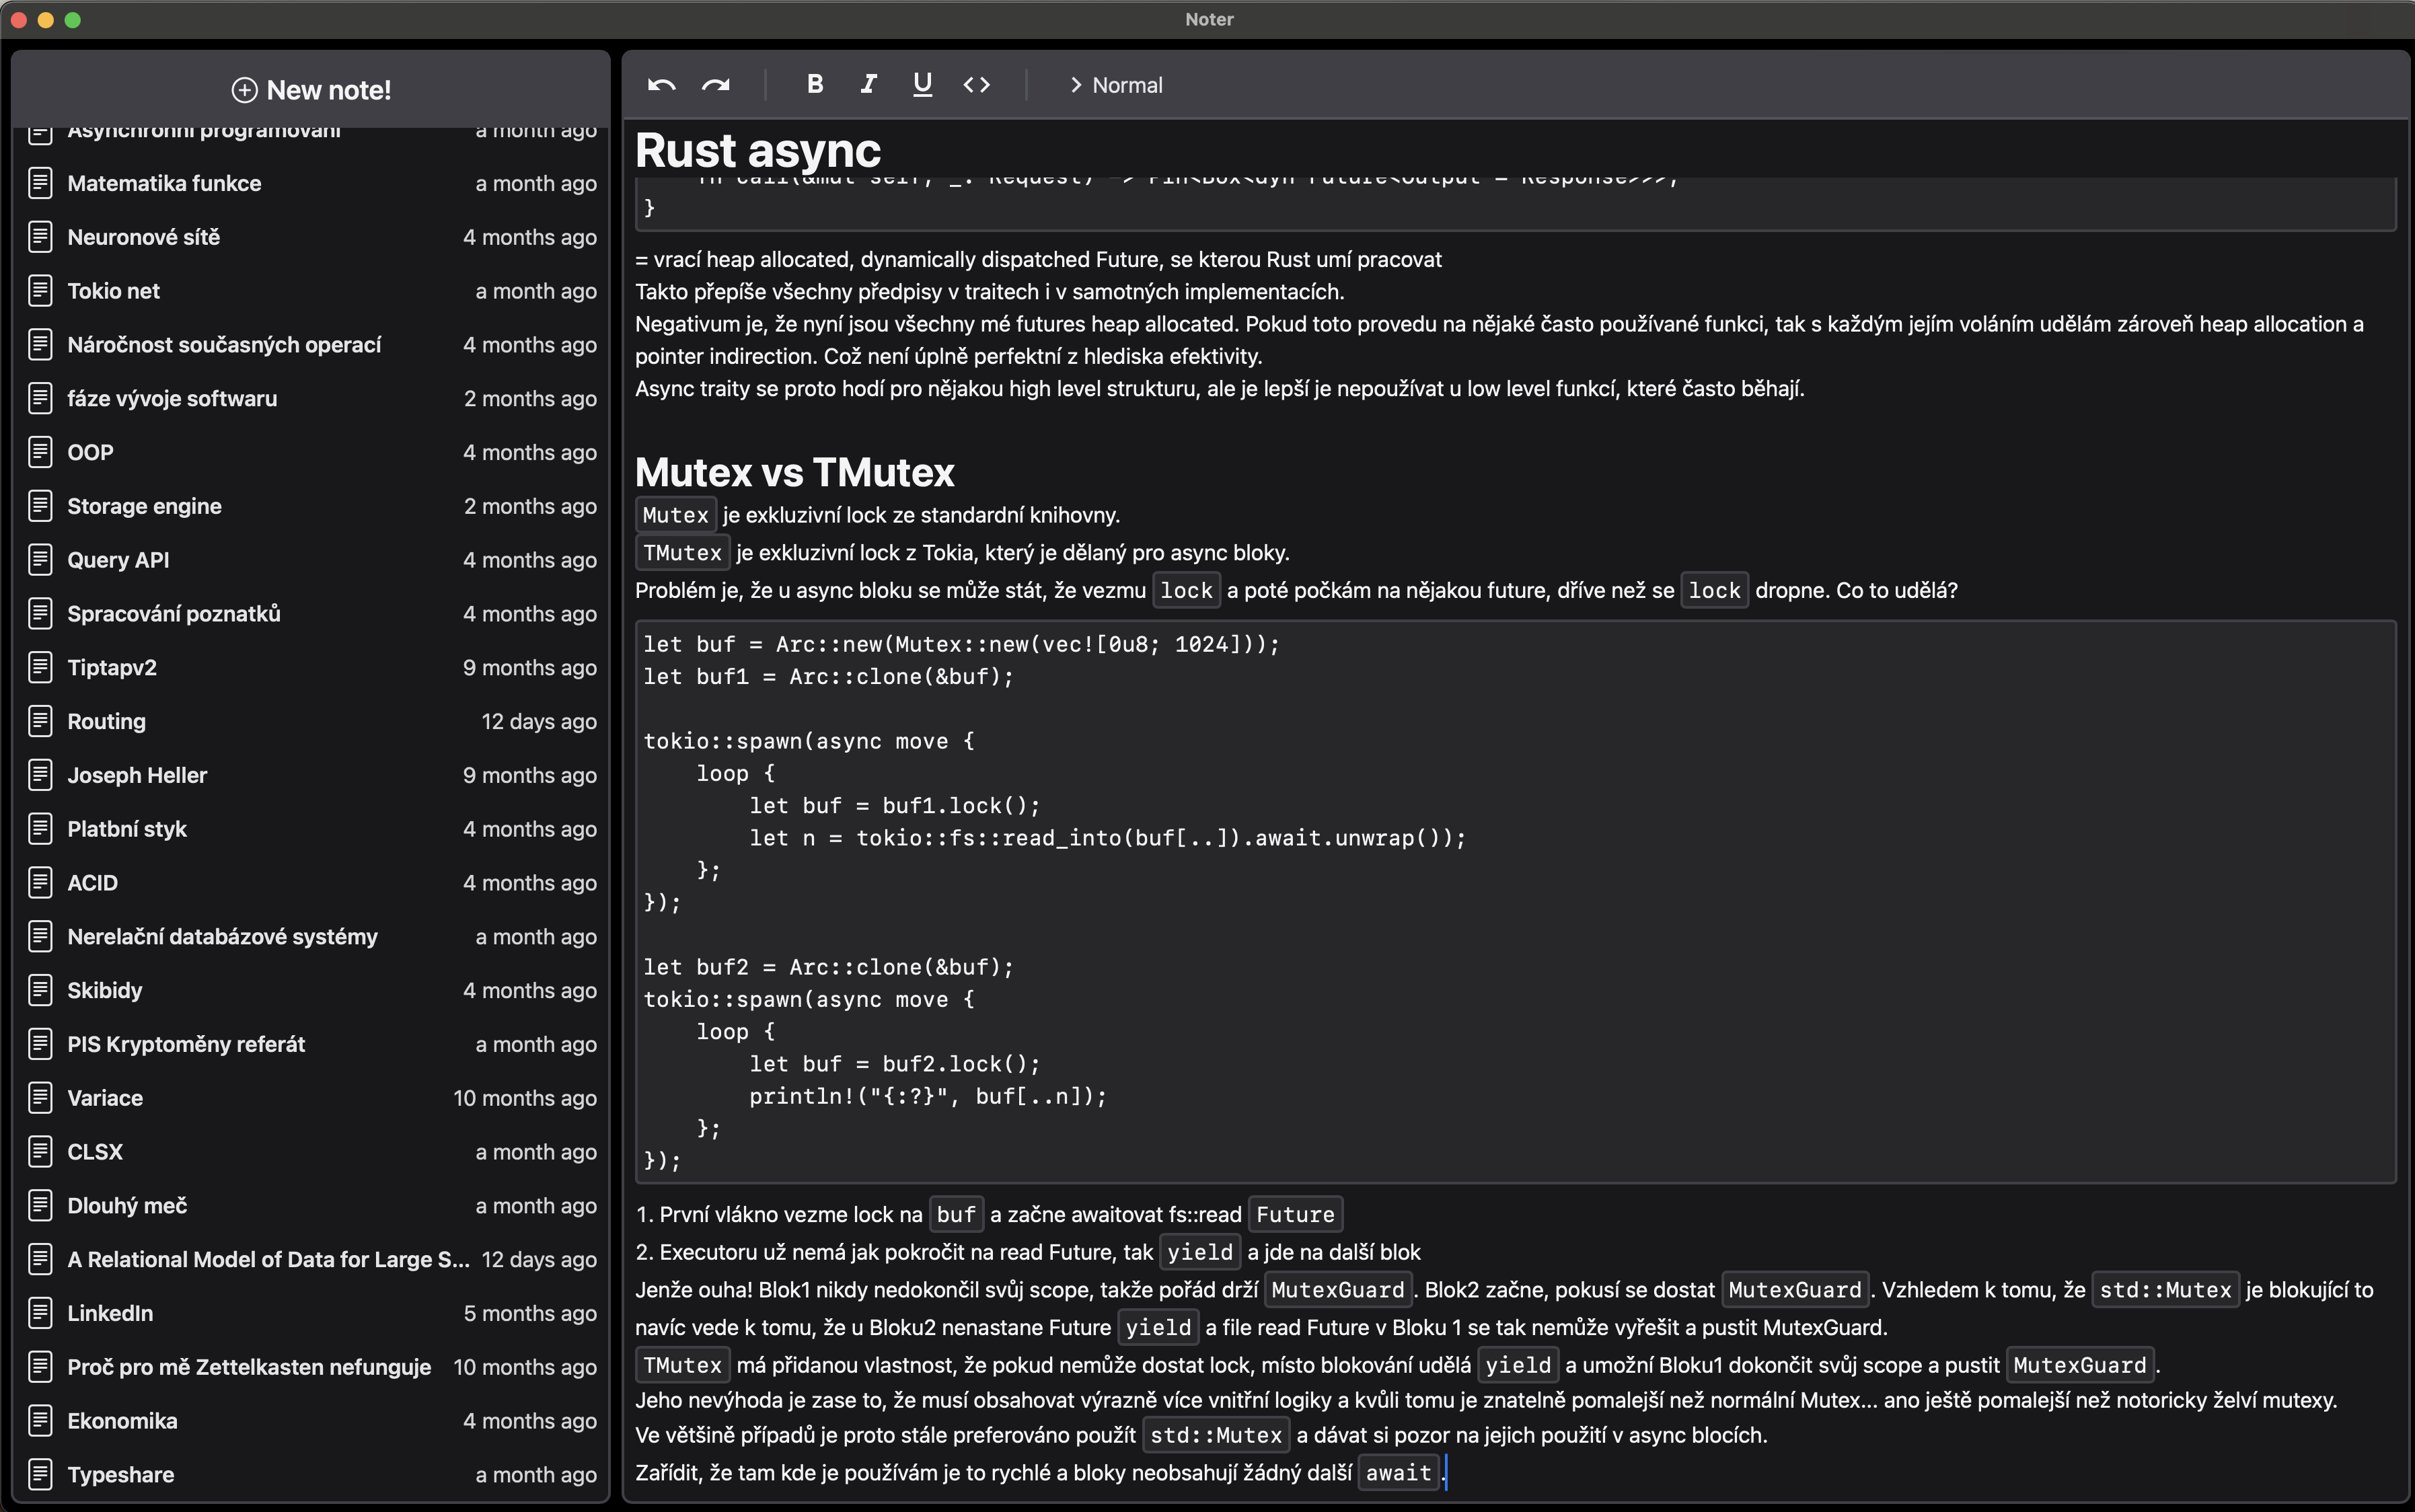 Noter
New note!
Asynchronní programování a month ago
Matematika funkce a month ago
Neuronové sítě 4 months ago
Tokio net a month ago
Náročnost současných operací 4 months ago
fáze vývoje softwaru 2 months ago
OOP 4 months ago
Storage engine 2 months ago
Query API 4 months ago
Spracování poznatků 4 months ago
Tiptapv2 9 months ago
Routing 12 days ago
Joseph Heller 9 months ago
Platbní styk 4 months ago
ACID 4 months ago
Nerelační databázové systémy a month ago
Skibidy 4 months ago
PIS Kryptoměny referát a month ago
Variace 10 months ago
CLSX a month ago
Dlouhý meč a month ago
A Relational Model of Data for Large S... 12 days ago
LinkedIn 5 months ago
Proč pro mě Zettelkasten nefunguje 10 months ago
Ekonomika 4 months ago
Typeshare a month ago
B I U <> > Normal
Rust async
fn call(&mut self, _: Request) -> Pin<Box<dyn Future<Output = Response>>>;
}
= vrací heap allocated, dynamically dispatched Future, se kterou Rust umí pracovat
Takto přepíše všechny předpisy v traitech i v samotných implementacích.
Negativum je, že nyní jsou všechny mé futures heap allocated. Pokud toto provedu na nějaké často používané funkci, tak s každým jejím voláním udělám zároveň heap allocation a
pointer indirection. Což není úplně perfektní z hlediska efektivity.
Async traity se proto hodí pro nějakou high level strukturu, ale je lepší je nepoužívat u low level funkcí, které často běhají.
Mutex vs TMutex
Mutex je exkluzivní lock ze standardní knihovny.
TMutex je exkluzivní lock z Tokia, který je dělaný pro async bloky.
Problém je, že u async bloku se může stát, že vezmu lock a poté počkám na nějakou future, dříve než se lock dropne. Co to udělá?
let buf = Arc::new(Mutex::new(vec![0u8; 1024]));
let buf1 = Arc::clone(&buf);
tokio::spawn(async move {
    loop {
        let buf = buf1.lock();
        let n = tokio::fs::read_into(buf[..]).await.unwrap());
    };
});
let buf2 = Arc::clone(&buf);
tokio::spawn(async move {
    loop {
        let buf = buf2.lock();
        println!("{:?}", buf[..n]);
    };
});
1. První vlákno vezme lock na buf a začne awaitovat fs::read Future
2. Executoru už nemá jak pokročit na read Future, tak yield a jde na další blok
Jenže ouha! Blok1 nikdy nedokončil svůj scope, takže pořád drží MutexGuard. Blok2 začne, pokusí se dostat MutexGuard. Vzhledem k tomu, že std::Mutex je blokující to
navíc vede k tomu, že u Bloku2 nenastane Future yield a file read Future v Bloku 1 se tak nemůže vyřešit a pustit MutexGuard.
TMutex má přidanou vlastnost, že pokud nemůže dostat lock, místo blokování udělá yield a umožní Bloku1 dokončit svůj scope a pustit MutexGuard.
Jeho nevýhoda je zase to, že musí obsahovat výrazně více vnitřní logiky a kvůli tomu je znatelně pomalejší než normální Mutex... ano ještě pomalejší než notoricky želví mutexy.
Ve většině případů je proto stále preferováno použít std::Mutex a dávat si pozor na jejich použití v async blocích.
Zařídit, že tam kde je používám je to rychlé a bloky neobsahují žádný další await.